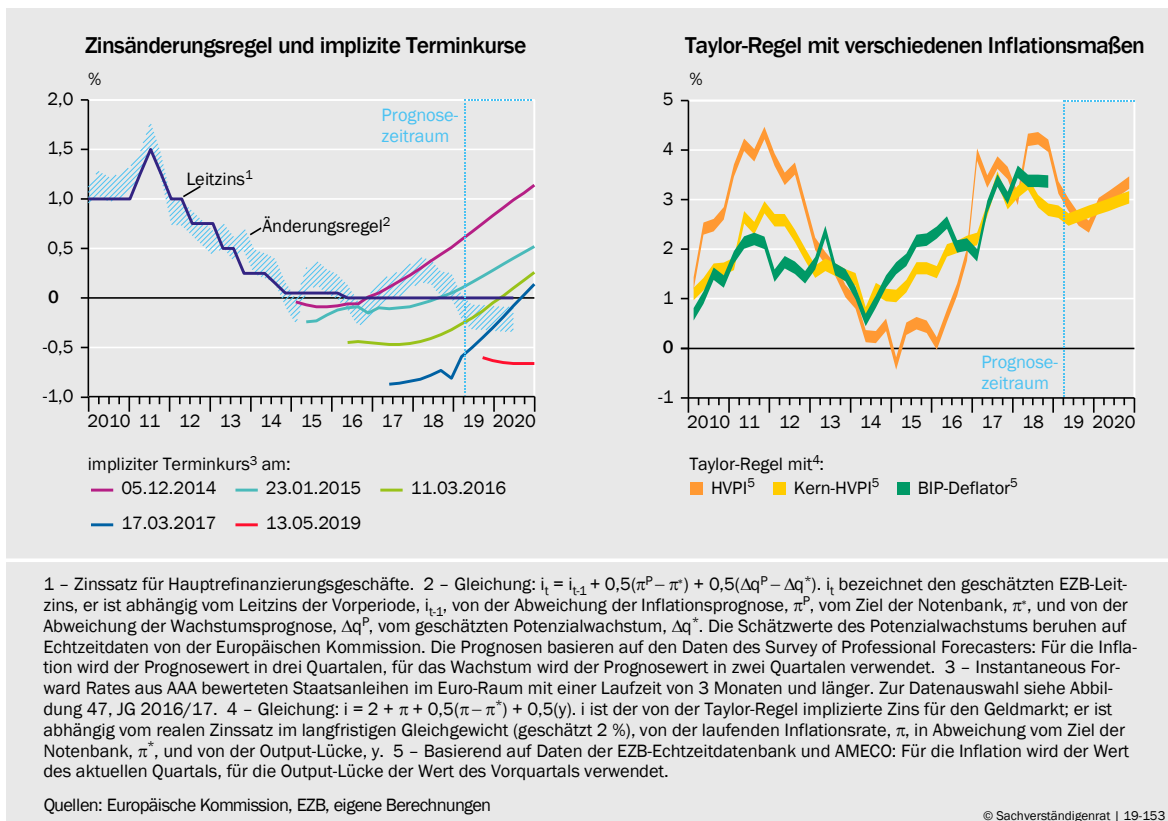 Zinsänderungsregel und implizite Terminkurse
%
2,0
1,5
1,0
0,5
0
-0,5
-1,0
Prognose-
zeitraum
Leitzins1
Änderungsregel2
2010 11 12 13 14 15 16 17 18 19 2020
impliziter Terminkurs3 am:
05.12.2014 23.01.2015 11.03.2016
17.03.2017 13.05.2019
Taylor-Regel mit verschiedenen Inflationsmaßen
%
5
4
3
2
1
0
-1
Prognose-
zeitraum
2010 11 12 13 14 15 16 17 18 19 2020
Taylor-Regel mit4:
HVPI5 Kern-HVPI5 BIP-Deflator5
1 – Zinssatz für Hauptrefinanzierungsgeschäfte. 2 – Gleichung: it = it-1 + 0,5(πP – π*) + 0,5(ΔqP – Δq*). it bezeichnet den geschätzten EZB-Leit-
zins, er ist abhängig vom Leitzins der Vorperiode, it-1, von der Abweichung der Inflationsprognose, πP, vom Ziel der Notenbank, π*, und von der
Abweichung der Wachstumsprognose, ΔqP, vom geschätzten Potenzialwachstum, Δq*. Die Schätzwerte des Potenzialwachstums beruhen auf
Echtzeitdaten von der Europäischen Kommission. Die Prognosen basieren auf den Daten des Survey of Professional Forecasters: Für die Infla-
tion wird der Prognosewert in drei Quartalen, für das Wachstum wird der Prognosewert in zwei Quartalen verwendet. 3 – Instantaneous For-
ward Rates aus AAA bewerteten Staatsanleihen im Euro-Raum mit einer Laufzeit von 3 Monaten und länger. Zur Datenauswahl siehe Abbil-
dung 47, JG 2016/17. 4 – Gleichung: i = 2 + π + 0,5(π – π*) + 0,5(y). i ist der von der Taylor-Regel implizierte Zins für den Geldmarkt; er ist
abhängig vom realen Zinssatz im langfristigen Gleichgewicht (geschätzt 2 %), von der laufenden Inflationsrate, π, in Abweichung vom Ziel der
Notenbank, π*, und von der Output-Lücke, y. 5 – Basierend auf Daten der EZB-Echtzeitdatenbank und AMECO: Für die Inflation wird der Wert
des aktuellen Quartals, für die Output-Lücke der Wert des Vorquartals verwendet.
Quellen: Europäische Kommission, EZB, eigene Berechnungen
© Sachverständigenrat | 19-153